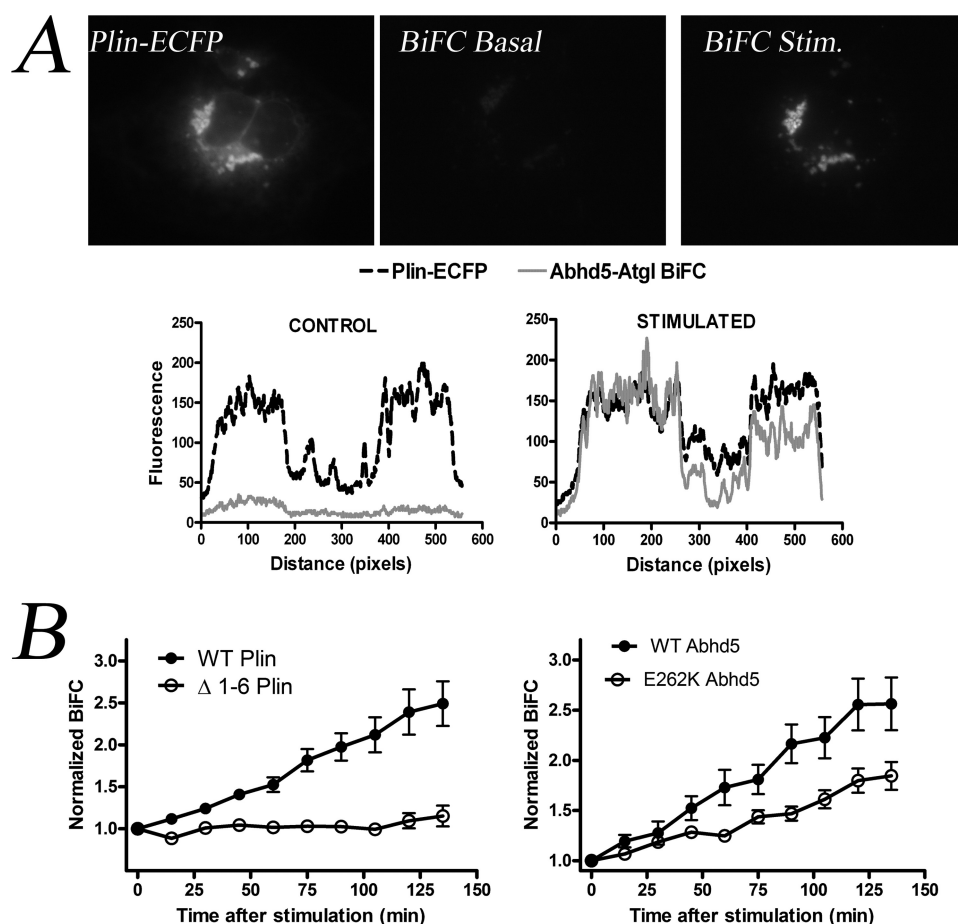 A
Plin-ECFP
BiFC Basal
BiFC Stim.
Plin-ECFP
Abhd5-Atgl BiFC
CONTROL
Fluorescence
250
200
150
100
50
0
0 100 200 300 400 500 600
Distance (pixels)
STIMULATED
250
200
150
100
50
0
0 100 200 300 400 500 600
Distance (pixels)
B
WT Plin
Δ 1-6 Plin
Normalized BiFC
3.0
2.5
2.0
1.5
1.0
0 25 50 75 100 125 150
Time after stimulation (min)
WT Abhd5
E262K Abhd5
Normalized BiFC
3.0
2.5
2.0
1.5
1.0
0 25 50 75 100 125 150
Time after stimulation (min)